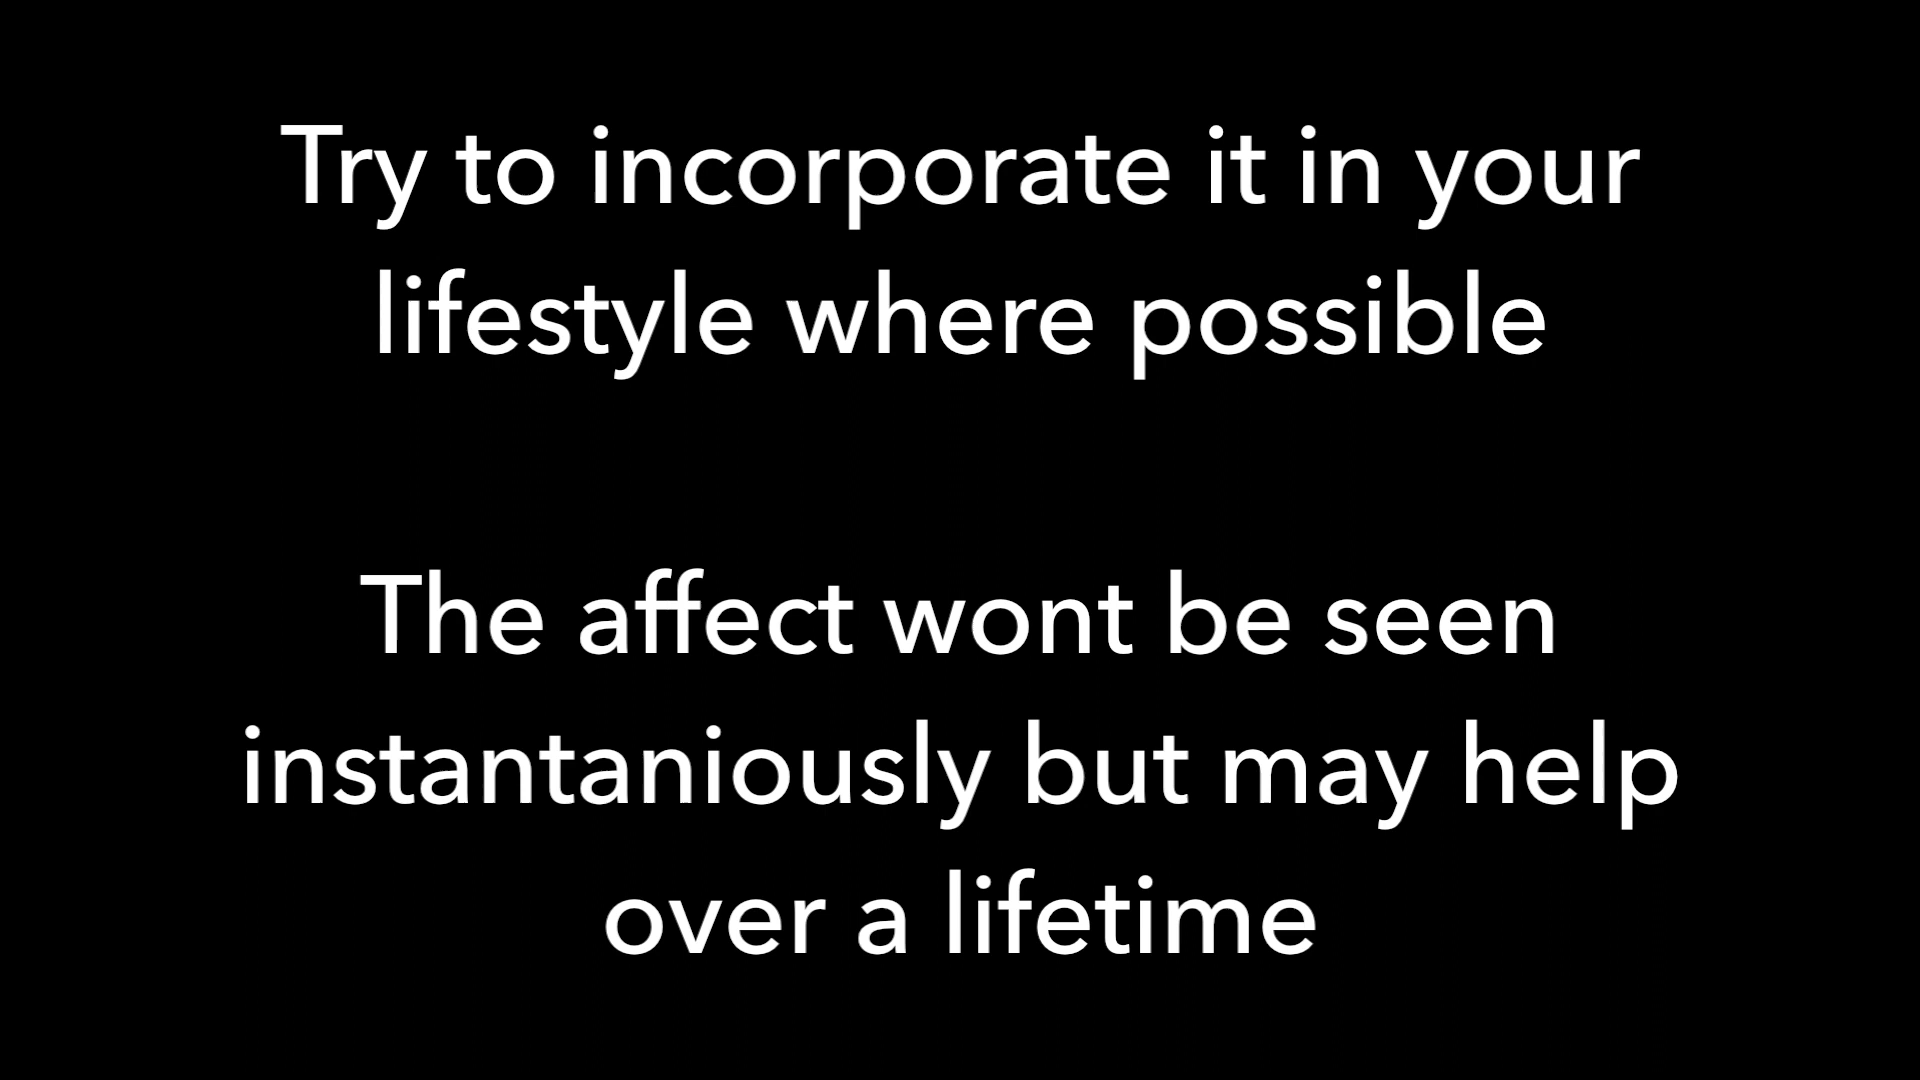 Try to incorporate it in your
lifestyle where possible
The affect wont be seen
instantaniously but may help
over a lifetime